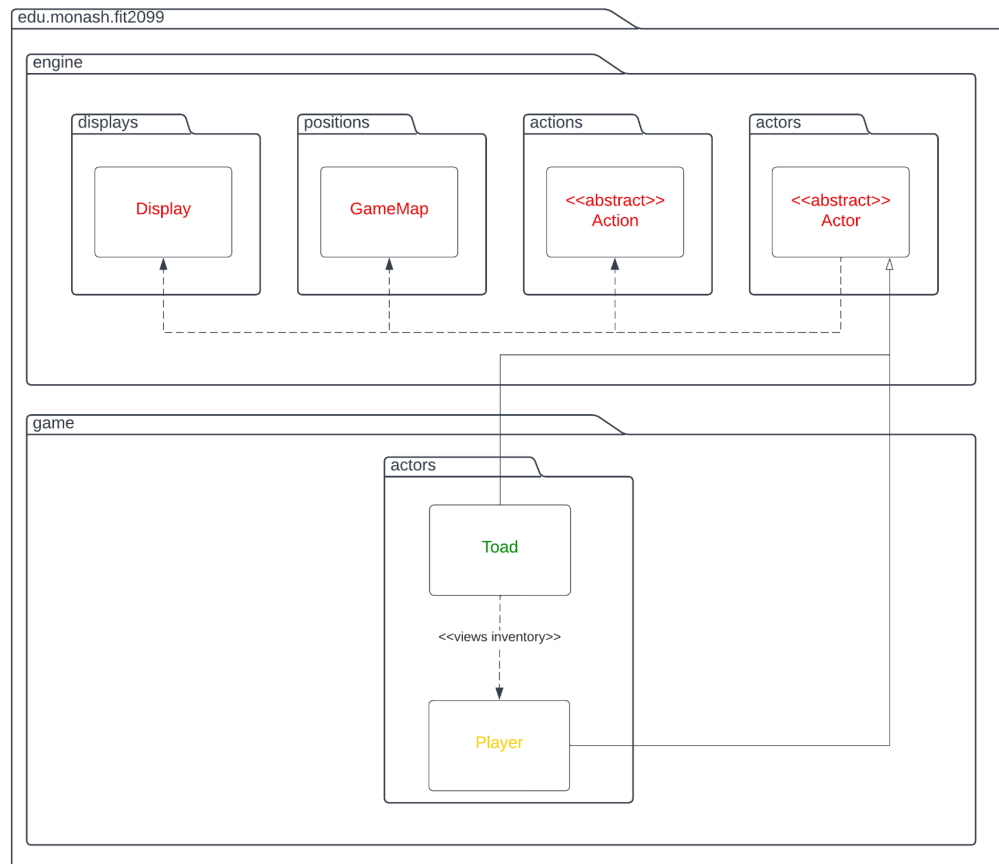 edu.monash.fit2099
engine
displays
positions
actions
actors
Display
GameMap
<<abstract>>
Action
<<abstract>>
Actor
game
actors
Toad
<<views inventory>>
Player